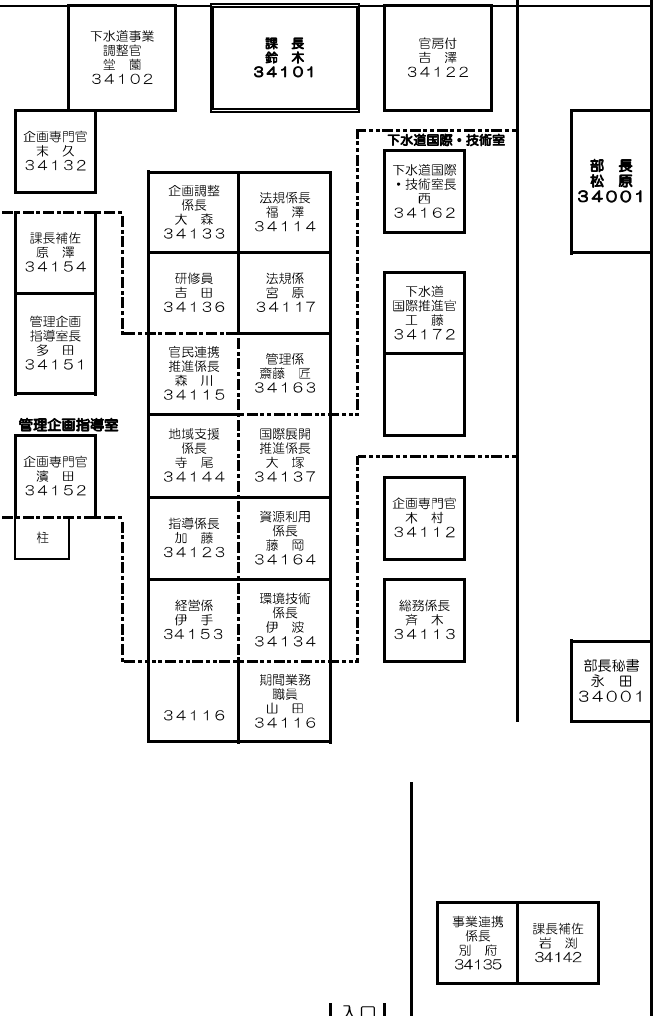 下水道事業
調整官
堂　薗
３４１０２
課　長
鈴　木
３４１０１
官房付
吉　澤
３４１２２
企画専門官
末　久
３４１３２
下水道国際・技術室
下水道国際
・技術室長
西
３４１６２
部　長
松　原
３４００１
企画調整
係長
大　森
３４１３３
法規係長
福　澤
３４１１４
課長補佐
原　澤
３４１５４
研修員
吉　田
３４１３６
法規係
宮　原
３４１１７
下水道
国際推進官
工　藤
３４１７２
管理企画
指導室長
多　田
３４１５１
官民連携
推進係長
森　川
３４１１５
管理係
齋藤　匠
３４１６３
管理企画指導室
企画専門官
濱　田
３４１５２
地域支援
係長
寺　尾
３４１４４
国際展開
推進係長
大　塚
３４１３７
企画専門官
木　村
３４１１２
柱
指導係長
加　藤
３４１２３
資源利用
係長
藤　岡
３４１６４
経営係
伊　手
３４１５３
環境技術
係長
伊　波
３４１３４
総務係長
斉　木
３４１１３
３４１１６
期間業務
職員
山　田
３４１１６
部長秘書
永　田
３４００１
事業連携
係長
別　府
34135
課長補佐
岩　渕
34142
入口